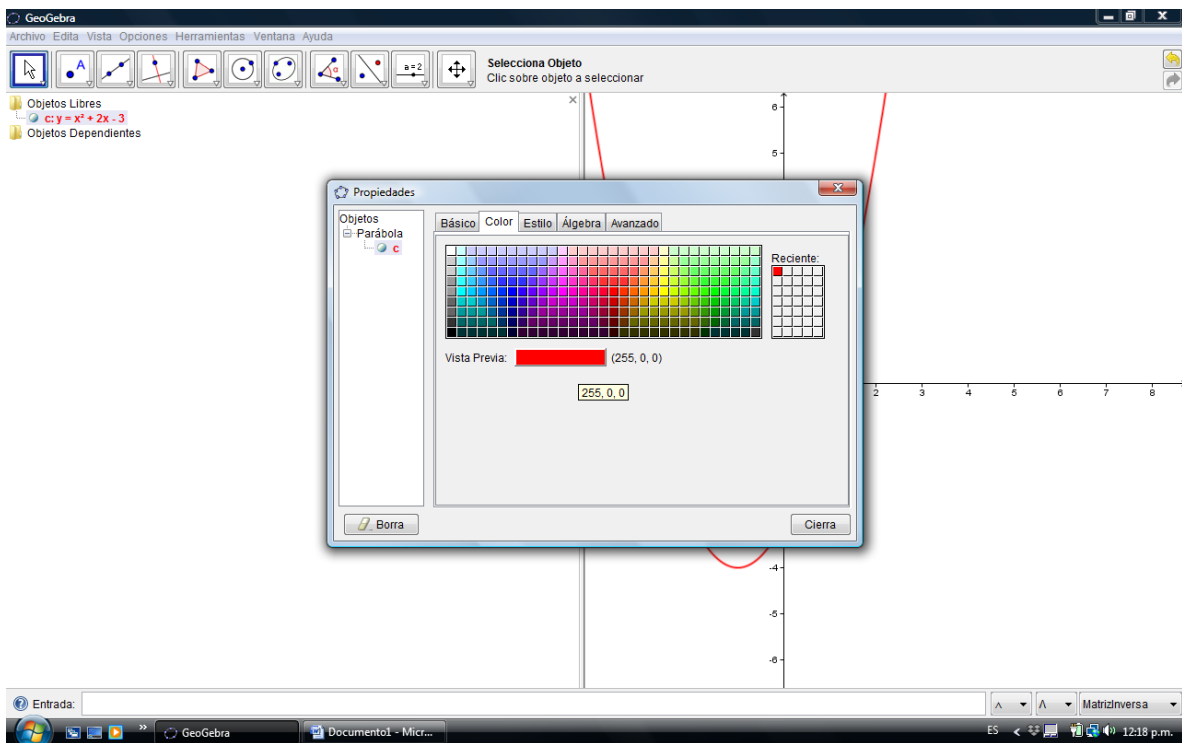 GeoGebra
Archivo Edita Vista Opciones Herramientas Ventana Ayuda
A
α
a=2
Selecciona Objeto
Clic sobre objeto a seleccionar
Objetos Libres
c: y = x² + 2x - 3
Objetos Dependientes
6
5
Propiedades
Objetos
Parábola
c
Básico Color Estilo Álgebra Avanzado
Reciente:
Vista Previa: (255, 0, 0)
255, 0, 0
2 3 4 5 6 7 8
Borra
Cierra
-4
-5
-6
Entrada:
MatrizInversa
GeoGebra
Documento1 - Micr...
ES
12:18 p.m.